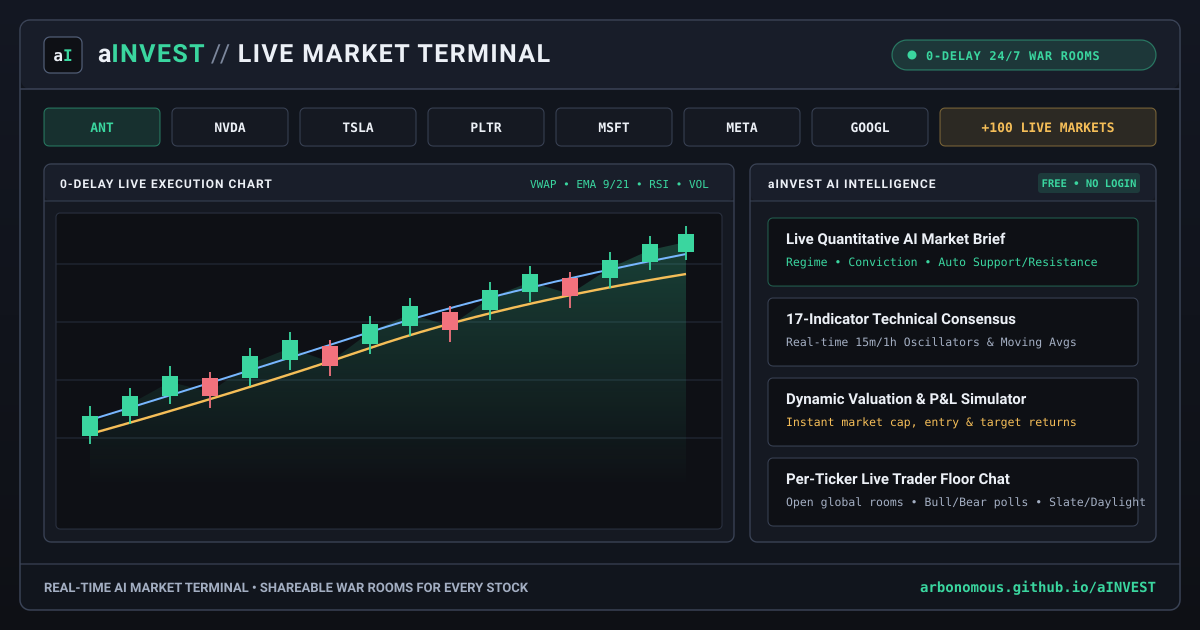 aI
aINVEST // LIVE MARKET TERMINAL
0-DELAY 24/7 WAR ROOMS
ANT
NVDA
TSLA
PLTR
MSFT
META
GOOGL
+100 LIVE MARKETS
0-DELAY LIVE EXECUTION CHART
VWAP • EMA 9/21 • RSI • VOL
aINVEST AI INTELLIGENCE
FREE • NO LOGIN
Live Quantitative AI Market Brief
Regime • Conviction • Auto Support/Resistance
17-Indicator Technical Consensus
Real-time 15m/1h Oscillators & Moving Avgs
Dynamic Valuation & P&L Simulator
Instant market cap, entry & target returns
Per-Ticker Live Trader Floor Chat
Open global rooms • Bull/Bear polls • Slate/Daylight
REAL-TIME AI MARKET TERMINAL • SHAREABLE WAR ROOMS FOR EVERY STOCK
arbonomous.github.io/aINVEST